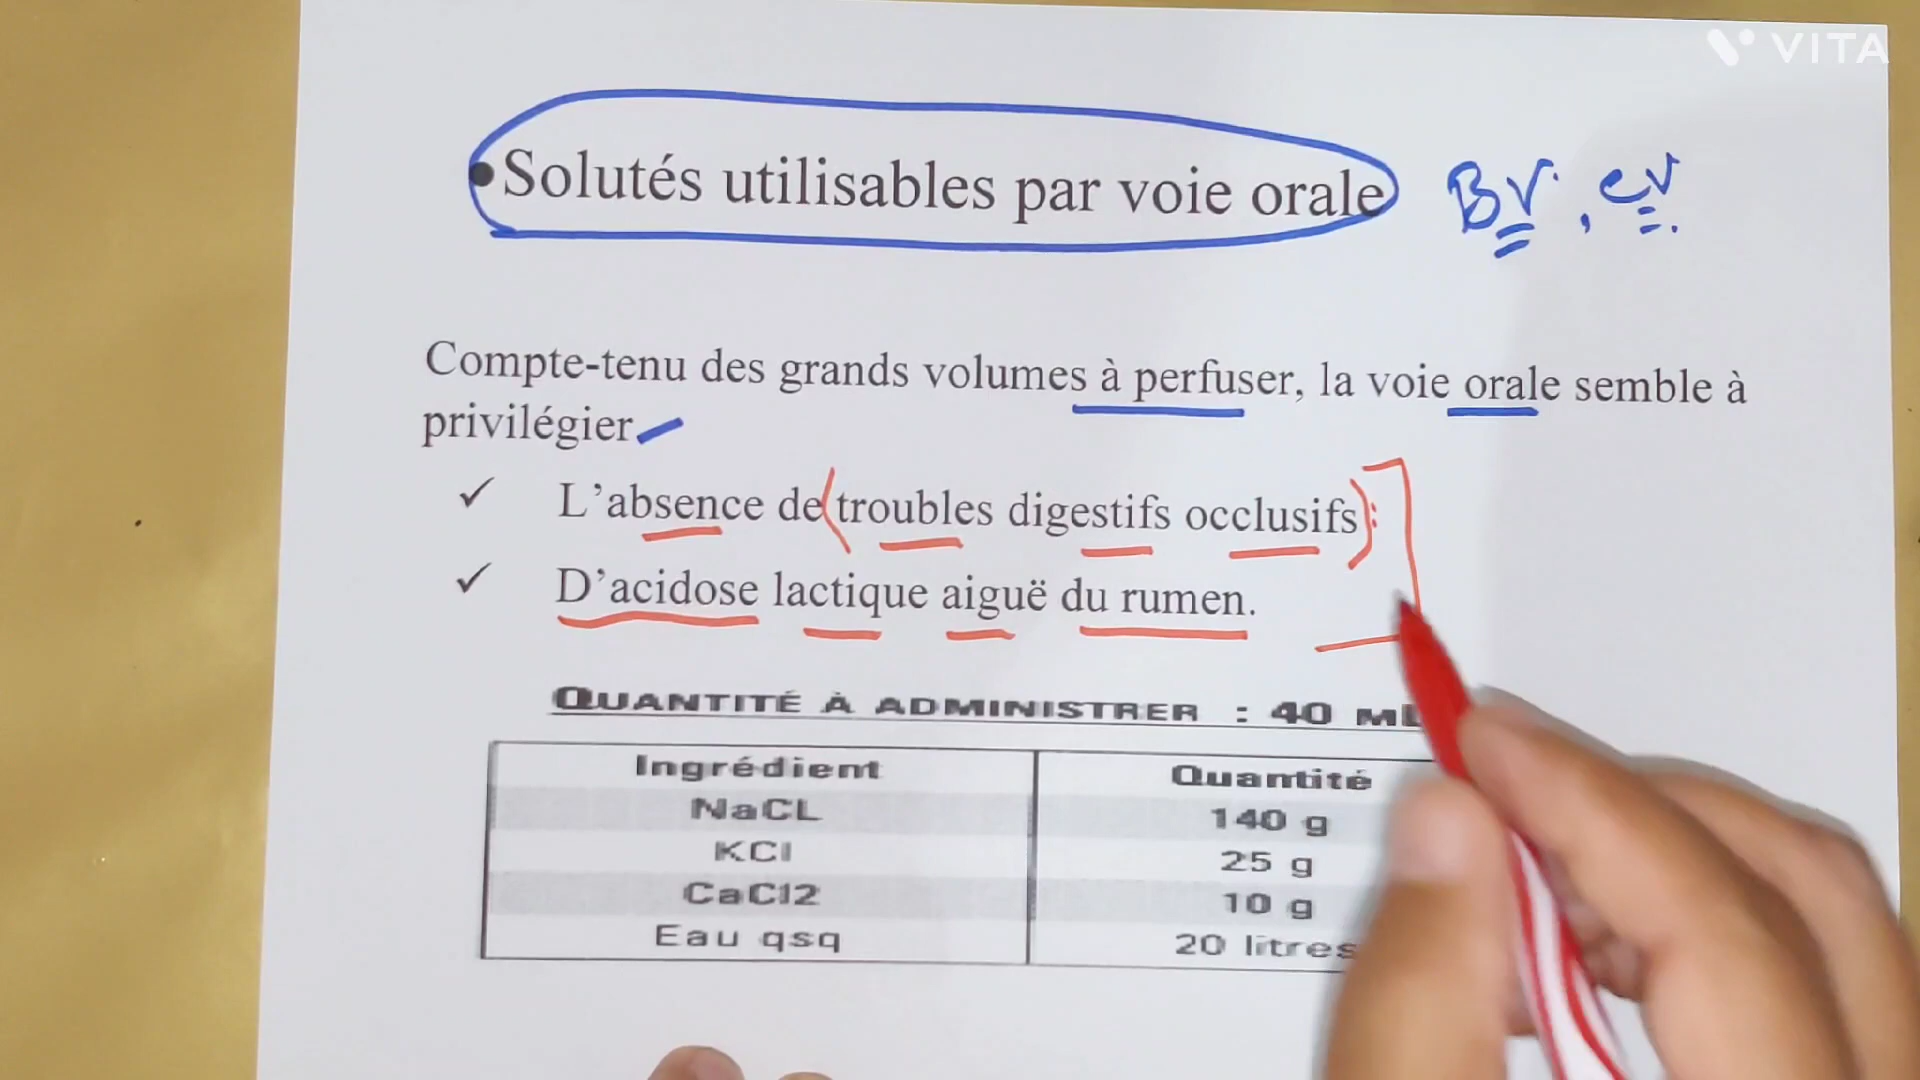 VITA
•Solutés utilisables par voie orale
BV, CV.
Compte-tenu des grands volumes à perfuser, la voie orale semble à
privilégier
✓ L'absence de (troubles digestifs occlusifs):
✓ D'acidose lactique aiguë du rumen.
QUANTITÉ À ADMINISTRER : 40 ML
Ingrédient Quantité
NaCL 140 g
KCl 25 g
CaCl2 10 g
Eau qsq 20 litres